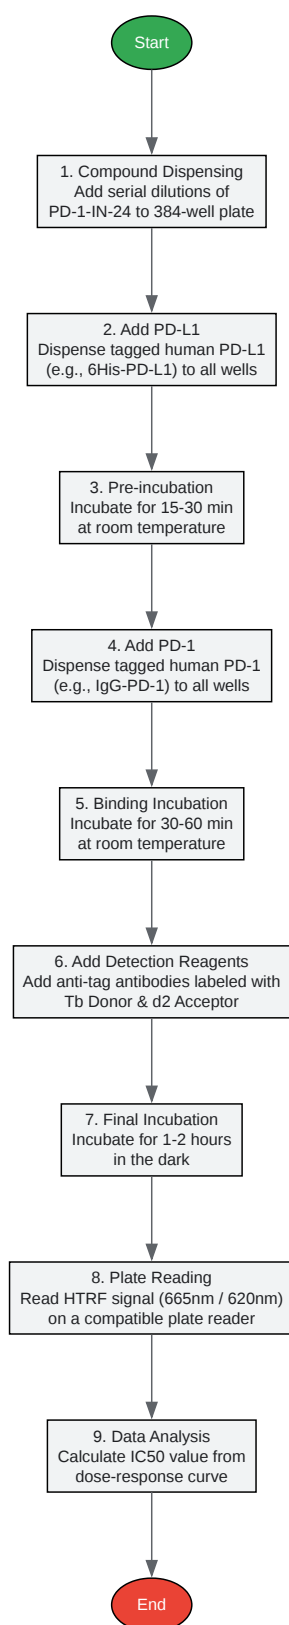 Start
1. Compound Dispensing
Add serial dilutions of
PD-1-IN-24 to 384-well plate
2. Add PD-L1
Dispense tagged human PD-L1
(e.g., 6His-PD-L1) to all wells
3. Pre-incubation
Incubate for 15-30 min
at room temperature
4. Add PD-1
Dispense tagged human PD-1
(e.g., IgG-PD-1) to all wells
5. Binding Incubation
Incubate for 30-60 min
at room temperature
6. Add Detection Reagents
Add anti-tag antibodies labeled with
Tb Donor & d2 Acceptor
7. Final Incubation
Incubate for 1-2 hours
in the dark
8. Plate Reading
Read HTRF signal (665nm / 620nm)
on a compatible plate reader
9. Data Analysis
Calculate IC50 value from
dose-response curve
End